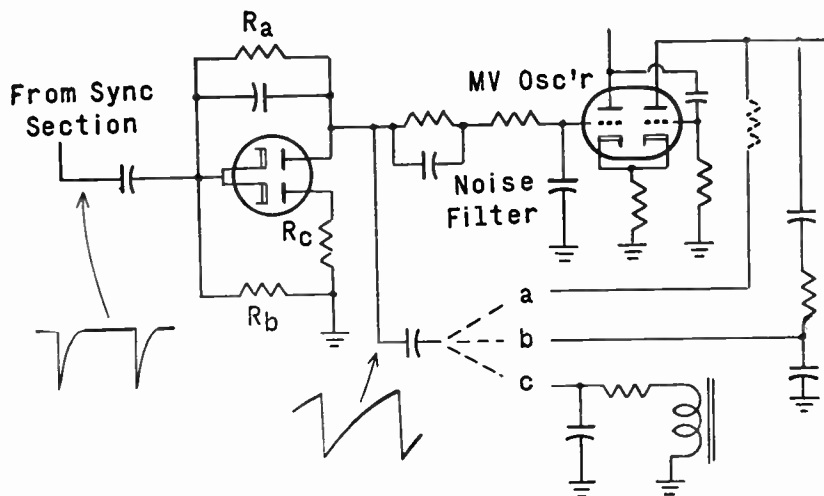 Ra
From Sync
Section
MV Osc'r
Noise
Filter
Rc
Rb
a
b
c